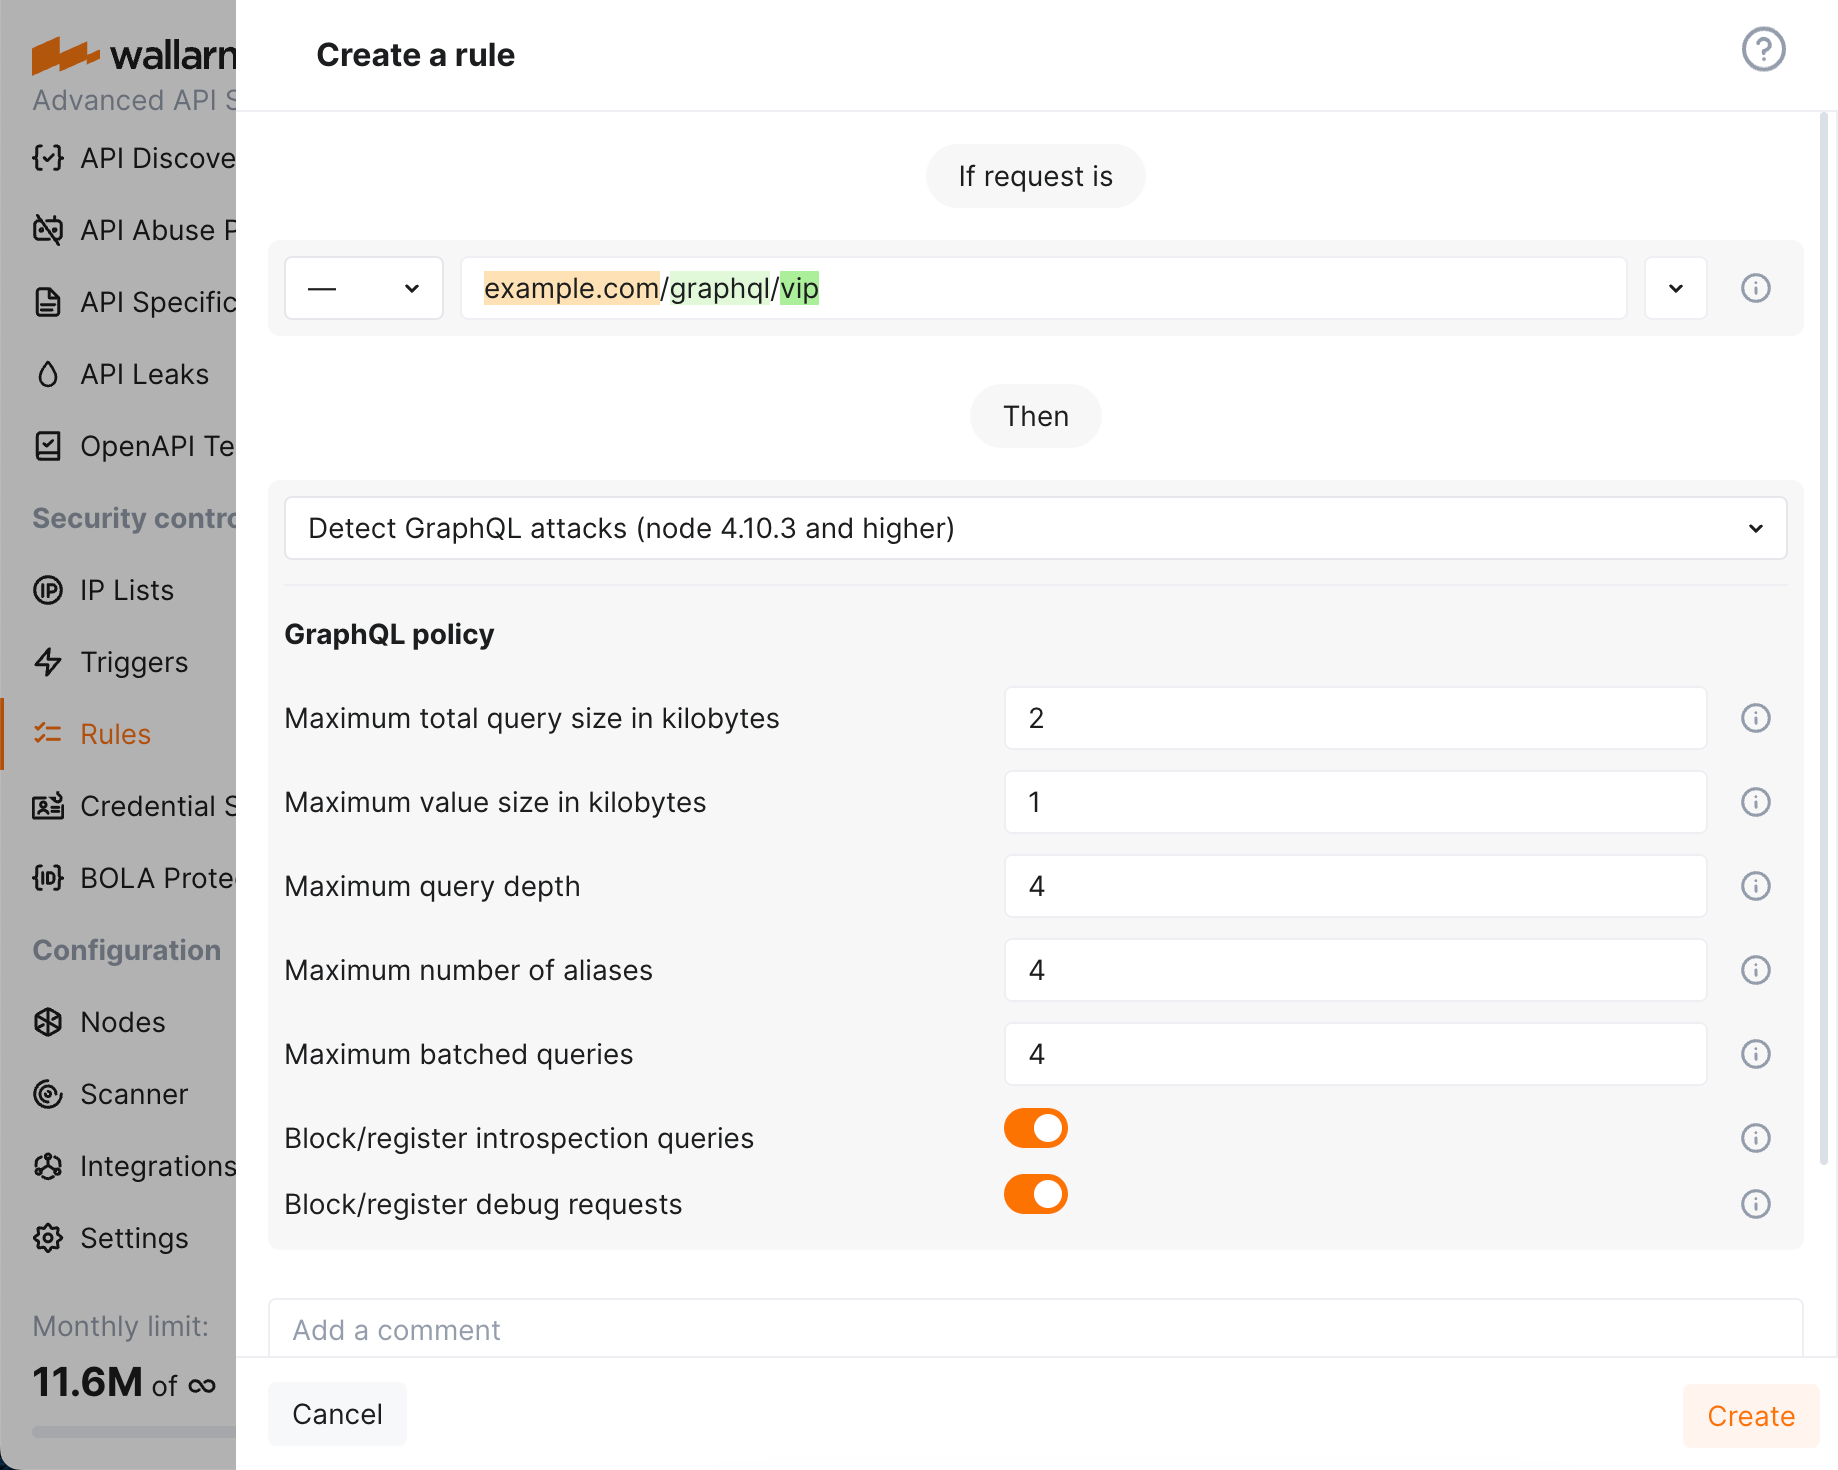 wallarn
Advanced API S
API Discove
API Abuse P
API Specific
API Leaks
OpenAPI Te
Security contro
IP Lists
Triggers
Rules
Credential S
BOLA Prote
Configuration
Nodes
Scanner
Integrations
Settings
Monthly limit:
11.6M of ∞
Create a rule
If request is
— example.com/graphql/vip
Then
Detect GraphQL attacks (node 4.10.3 and higher)
GraphQL policy
Maximum total query size in kilobytes 2
Maximum value size in kilobytes 1
Maximum query depth 4
Maximum number of aliases 4
Maximum batched queries 4
Block/register introspection queries
Block/register debug requests
Add a comment
Cancel
Create